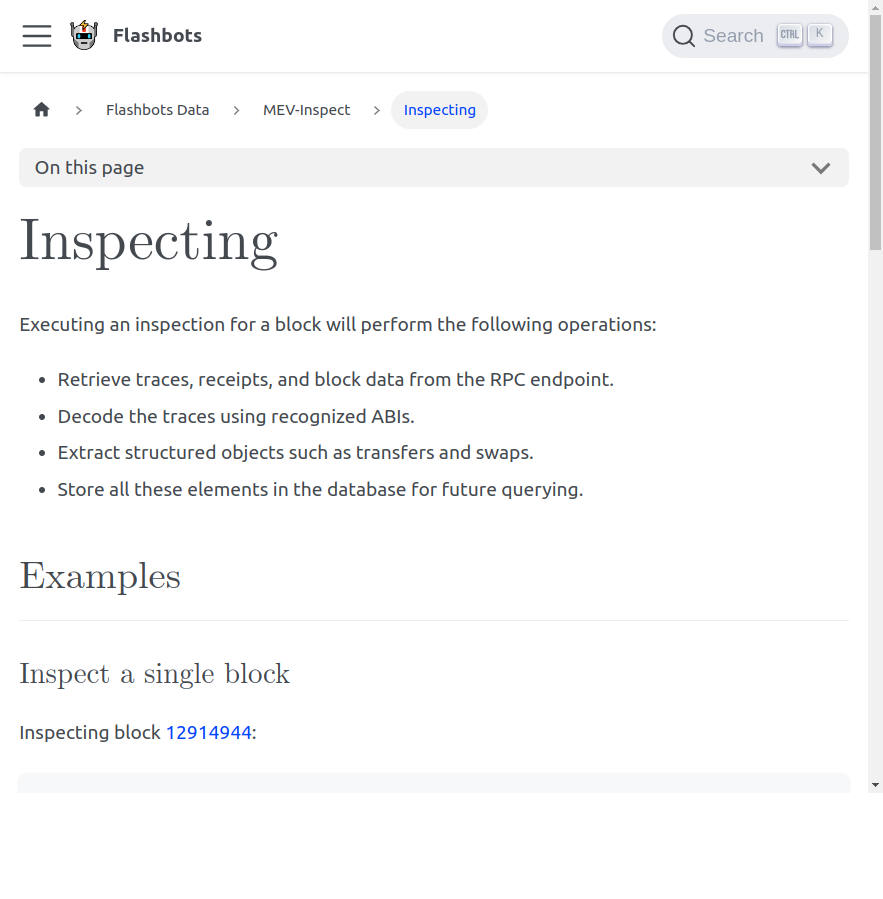 Flashbots
Search CTRL K
Flashbots Data MEV-Inspect Inspecting
On this page
Inspecting
Executing an inspection for a block will perform the following operations:
Retrieve traces, receipts, and block data from the RPC endpoint.
Decode the traces using recognized ABIs.
Extract structured objects such as transfers and swaps.
Store all these elements in the database for future querying.
Examples
Inspect a single block
Inspecting block 12914944: